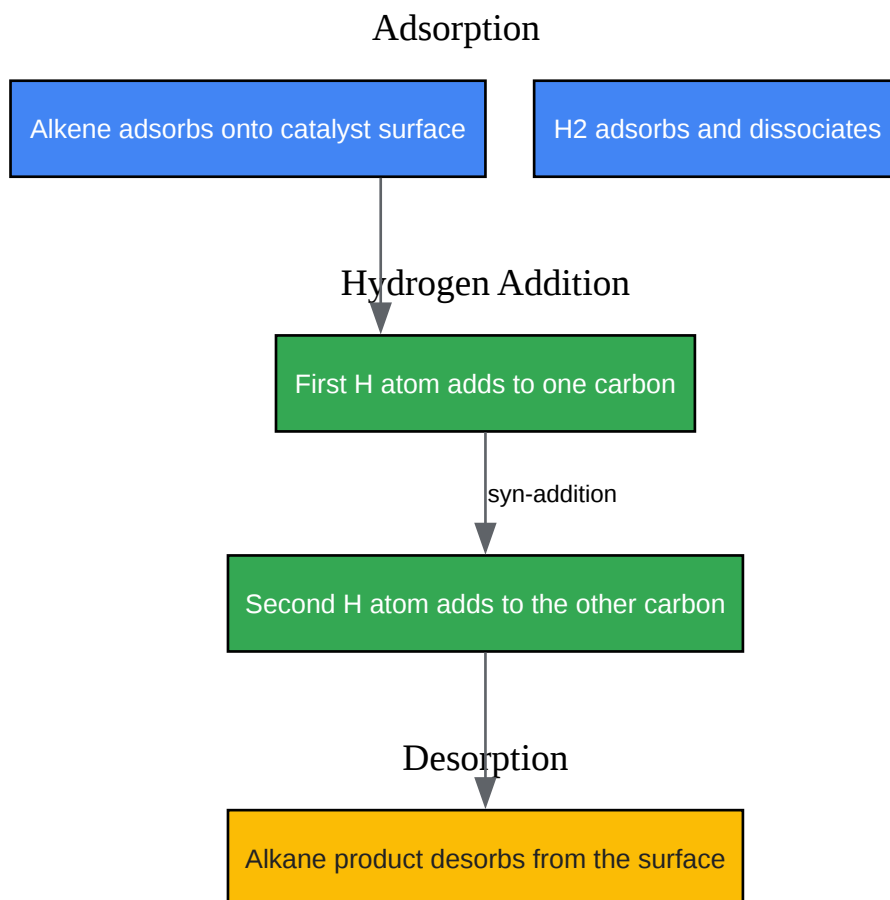 Adsorption
Alkene adsorbs onto catalyst surface
H2 adsorbs and dissociates
Hydrogen Addition
First H atom adds to one carbon
syn-addition
Second H atom adds to the other carbon
Desorption
Alkane product desorbs from the surface